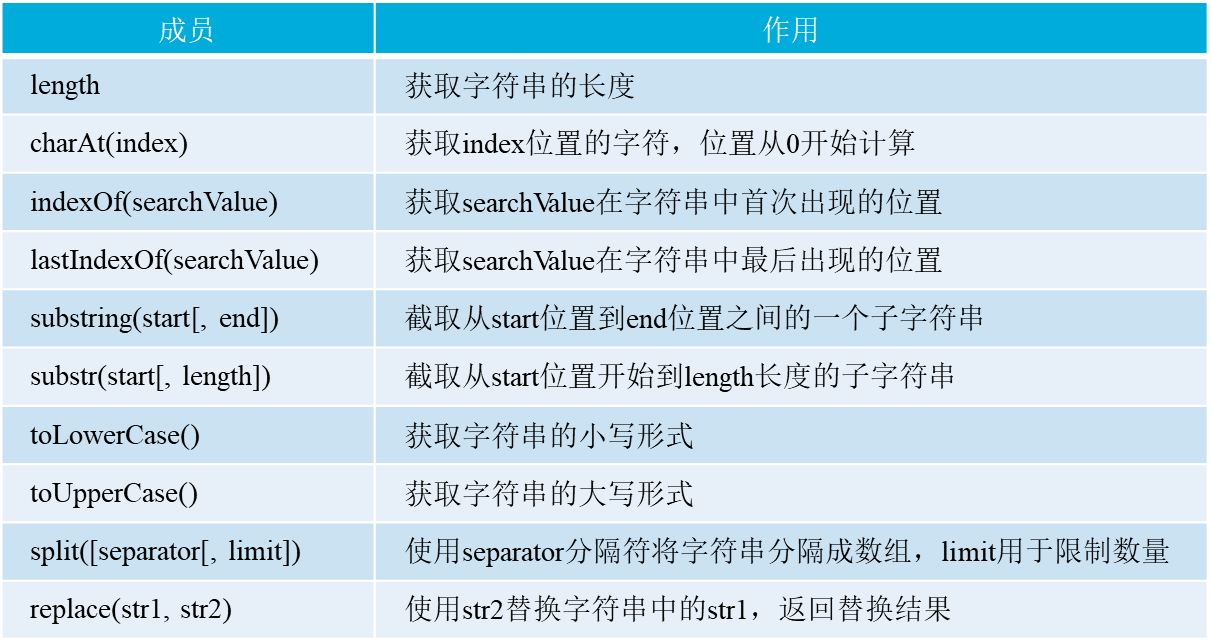 成员 作用
length 获取字符串的长度
charAt(index) 获取index位置的字符，位置从0开始计算
indexOf(searchValue) 获取searchValue在字符串中首次出现的位置
lastIndexOf(searchValue) 获取searchValue在字符串中最后出现的位置
substring(start[, end]) 截取从start位置到end位置之间的一个子字符串
substr(start[, length]) 截取从start位置开始到length长度的子字符串
toLowerCase() 获取字符串的小写形式
toUpperCase() 获取字符串的大写形式
split([separator[, limit]) 使用separator分隔符将字符串分隔成数组，limit用于限制数量
replace(str1, str2) 使用str2替换字符串中的str1，返回替换结果